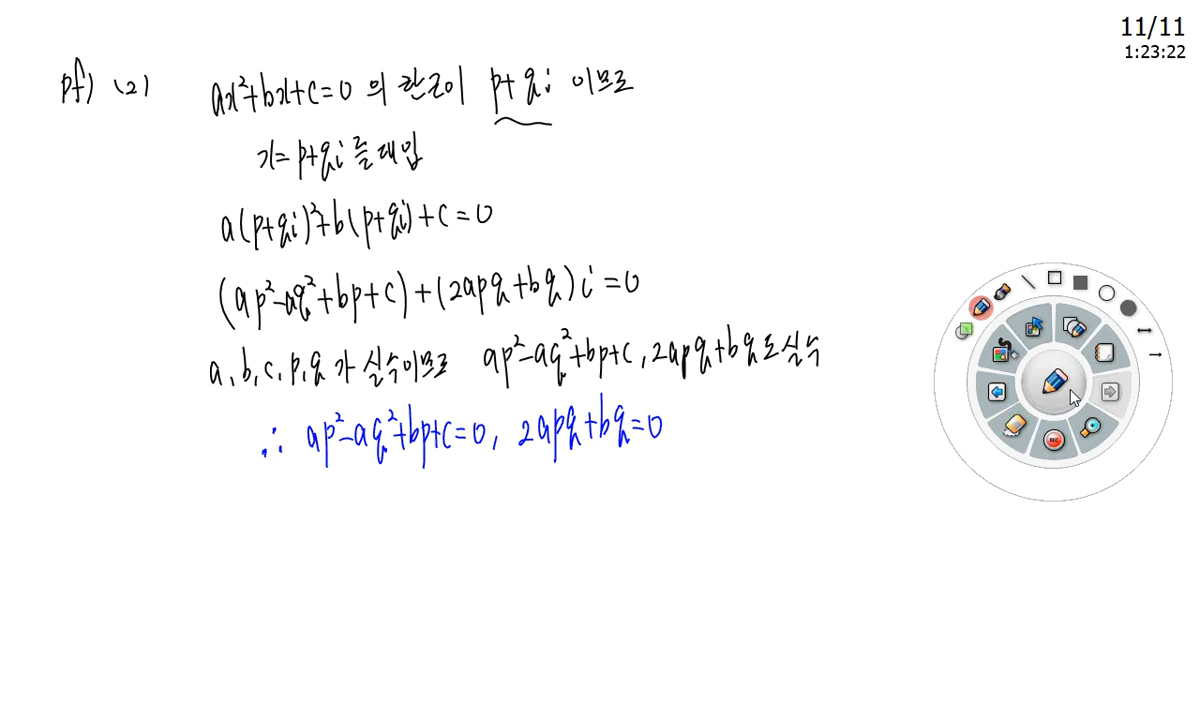 11/11
1:23:22
pf) (2) ax²+bx+c=0 의 한근이 p+qi 이므로
x=p+qi 를 대입
a(p+qi)²+b(p+qi)+c=0
(ap²-aq²+bp+c)+(2apq+bq)i=0
a, b, c, p, q 가 실수이므로 ap²-aq²+bp+c, 2apq+bq 도 실수
∴ ap²-aq²+bp+c=0, 2apq+bq=0
REC